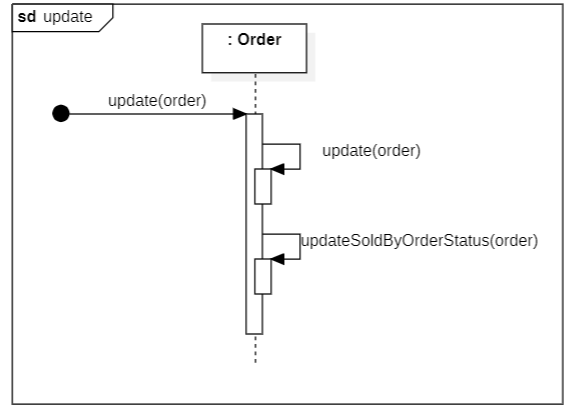 sd update
: Order
update(order)
update(order)
updateSoldByOrderStatus(order)